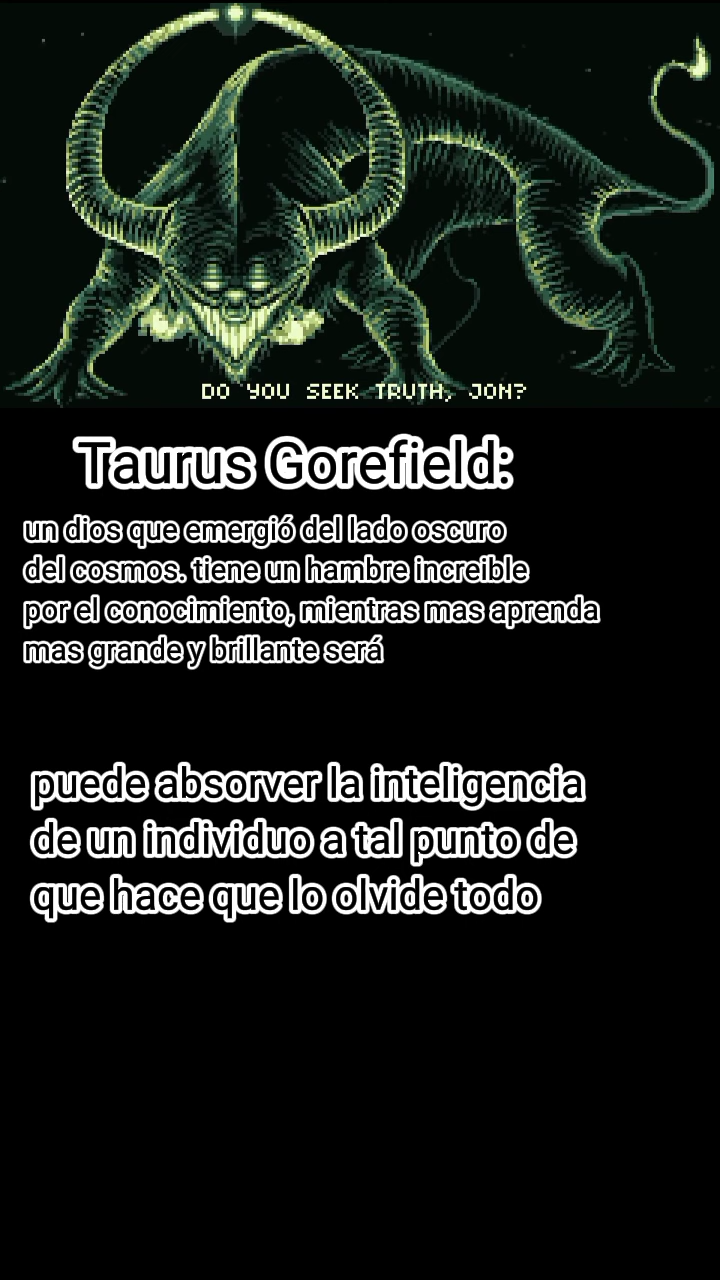 DO YOU SEEK TRUTH, JON?
Taurus Gorefield:
un dios que emergió del lado oscuro
del cosmos. tiene un hambre increible
por el conocimiento, mientras mas aprenda
mas grande y brillante será
puede absorver la inteligencia
de un individuo a tal punto de
que hace que lo olvide todo